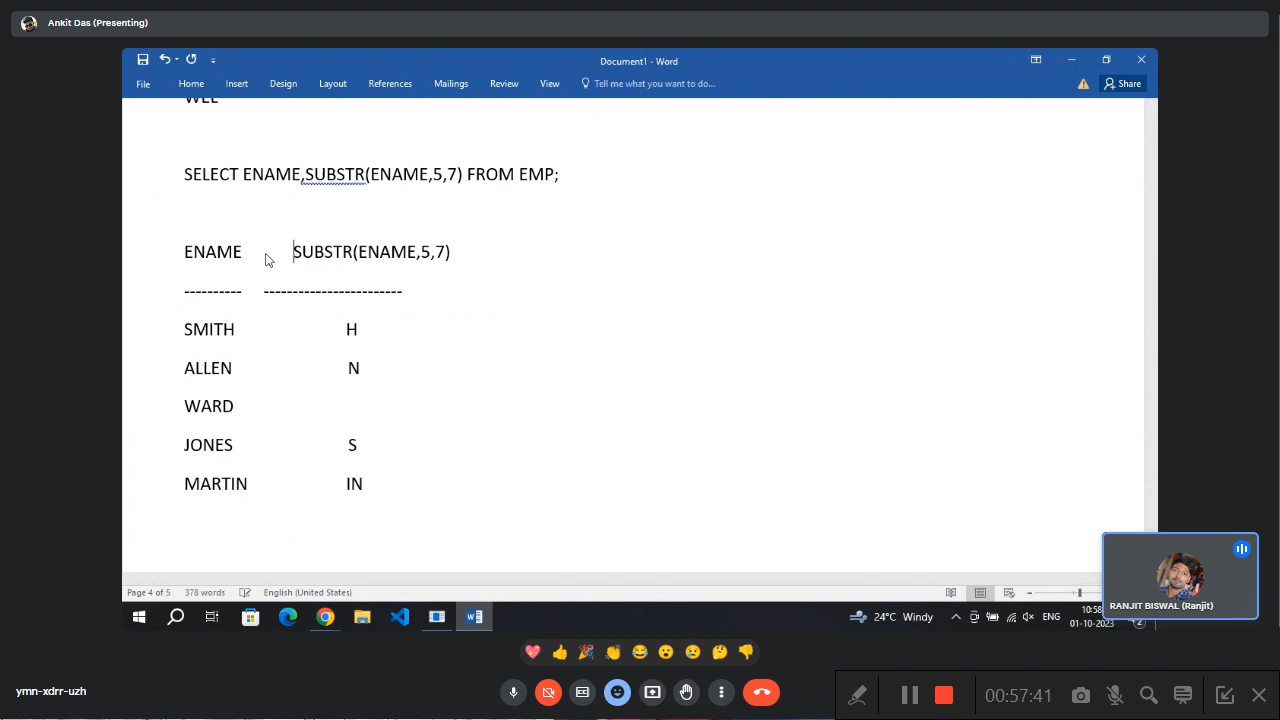 Ankit Das (Presenting)
Document1 - Word
File Home Insert Design Layout References Mailings Review View Tell me what you want to do... Share
WEL
SELECT ENAME,SUBSTR(ENAME,5,7) FROM EMP;
ENAME SUBSTR(ENAME,5,7)
---------- ------------------------
SMITH H
ALLEN N
WARD
JONES S
MARTIN IN
RANJIT BISWAL (Ranjit)
Page 4 of 5 378 words English (United States)
24°C Windy ENG 10:58
01-10-2023
ymn-xdrr-uzh
00:57:41